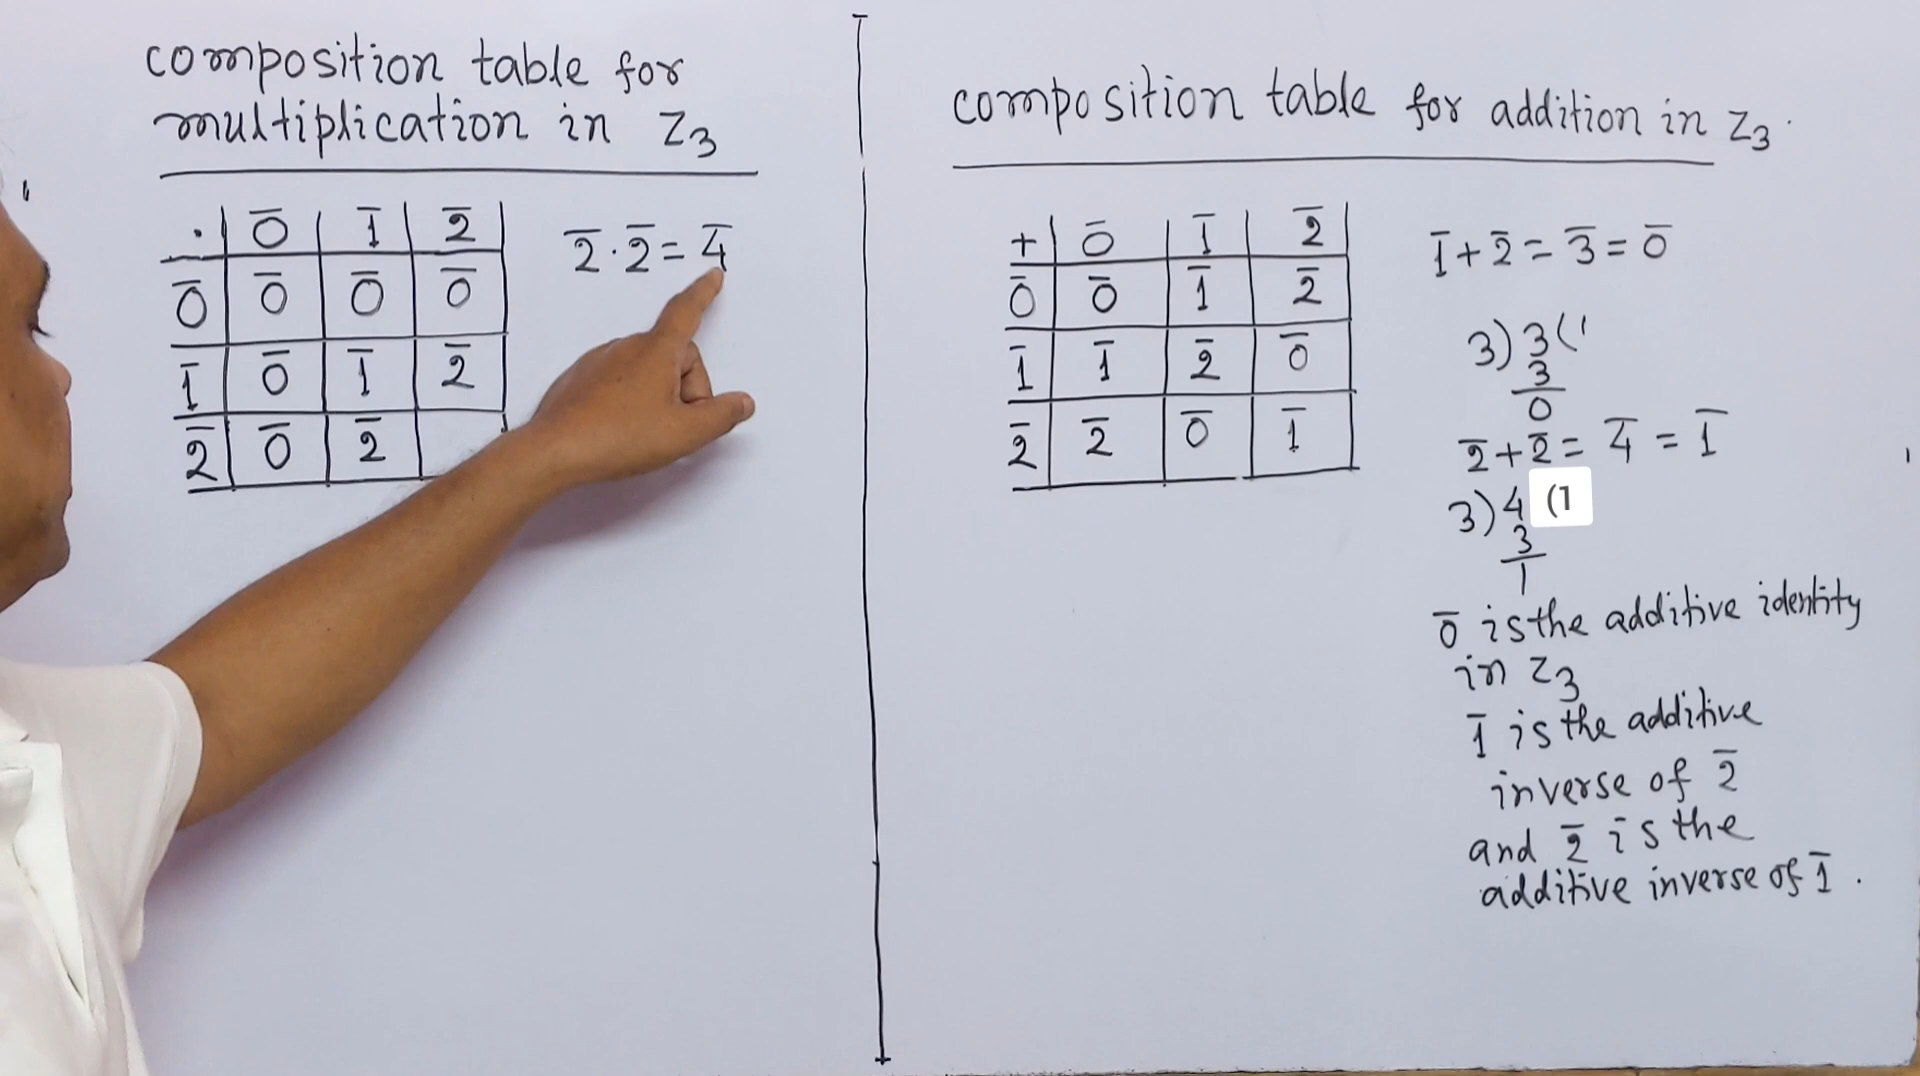 composition table for
multiplication in Z₃
· 0̅ 1̅ 2̅
0̅ 0̅ 0̅ 0̅
1̅ 0̅ 1̅ 2̅
2̅ 0̅ 2̅
2̅·2̅ = 4̅
composition table for addition in Z₃.
+ 0̅ 1̅ 2̅
0̅ 0̅ 1̅ 2̅
1̅ 1̅ 2̅ 0̅
2̅ 2̅ 0̅ 1̅
1̅+2̅ = 3̅ = 0̅
3)3(1
3
0
2̅+2̅ = 4̅ = 1̅
3)4(1
3
1
0̅ is the additive identity
in Z₃
1̅ is the additive
inverse of 2̅
and 2̅ is the
additive inverse of 1̅.